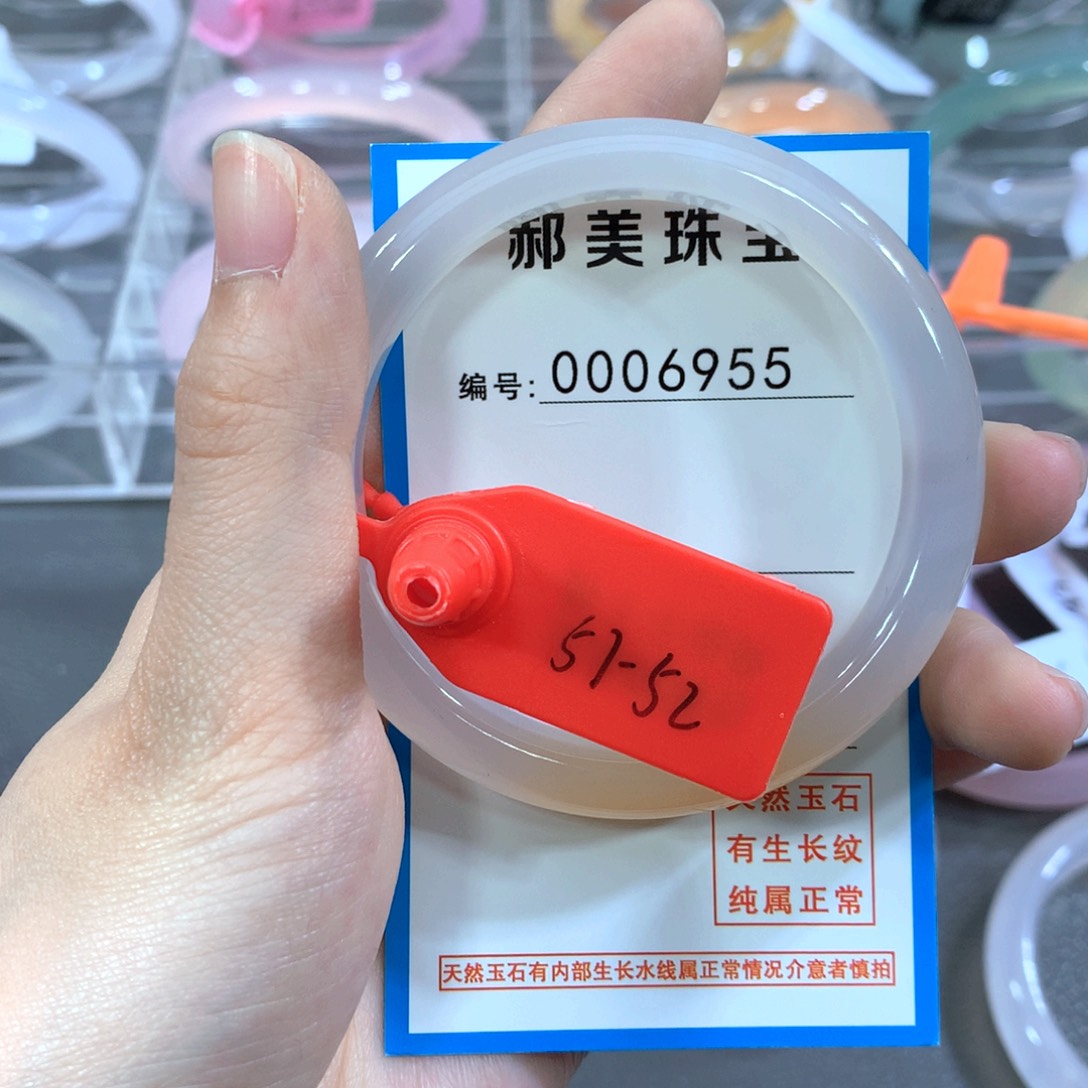 郝美珠宝
编号: 0006955
51-52
天然玉石
有生长纹
纯属正常
天然玉石有内部生长水线属正常情况介意者慎拍